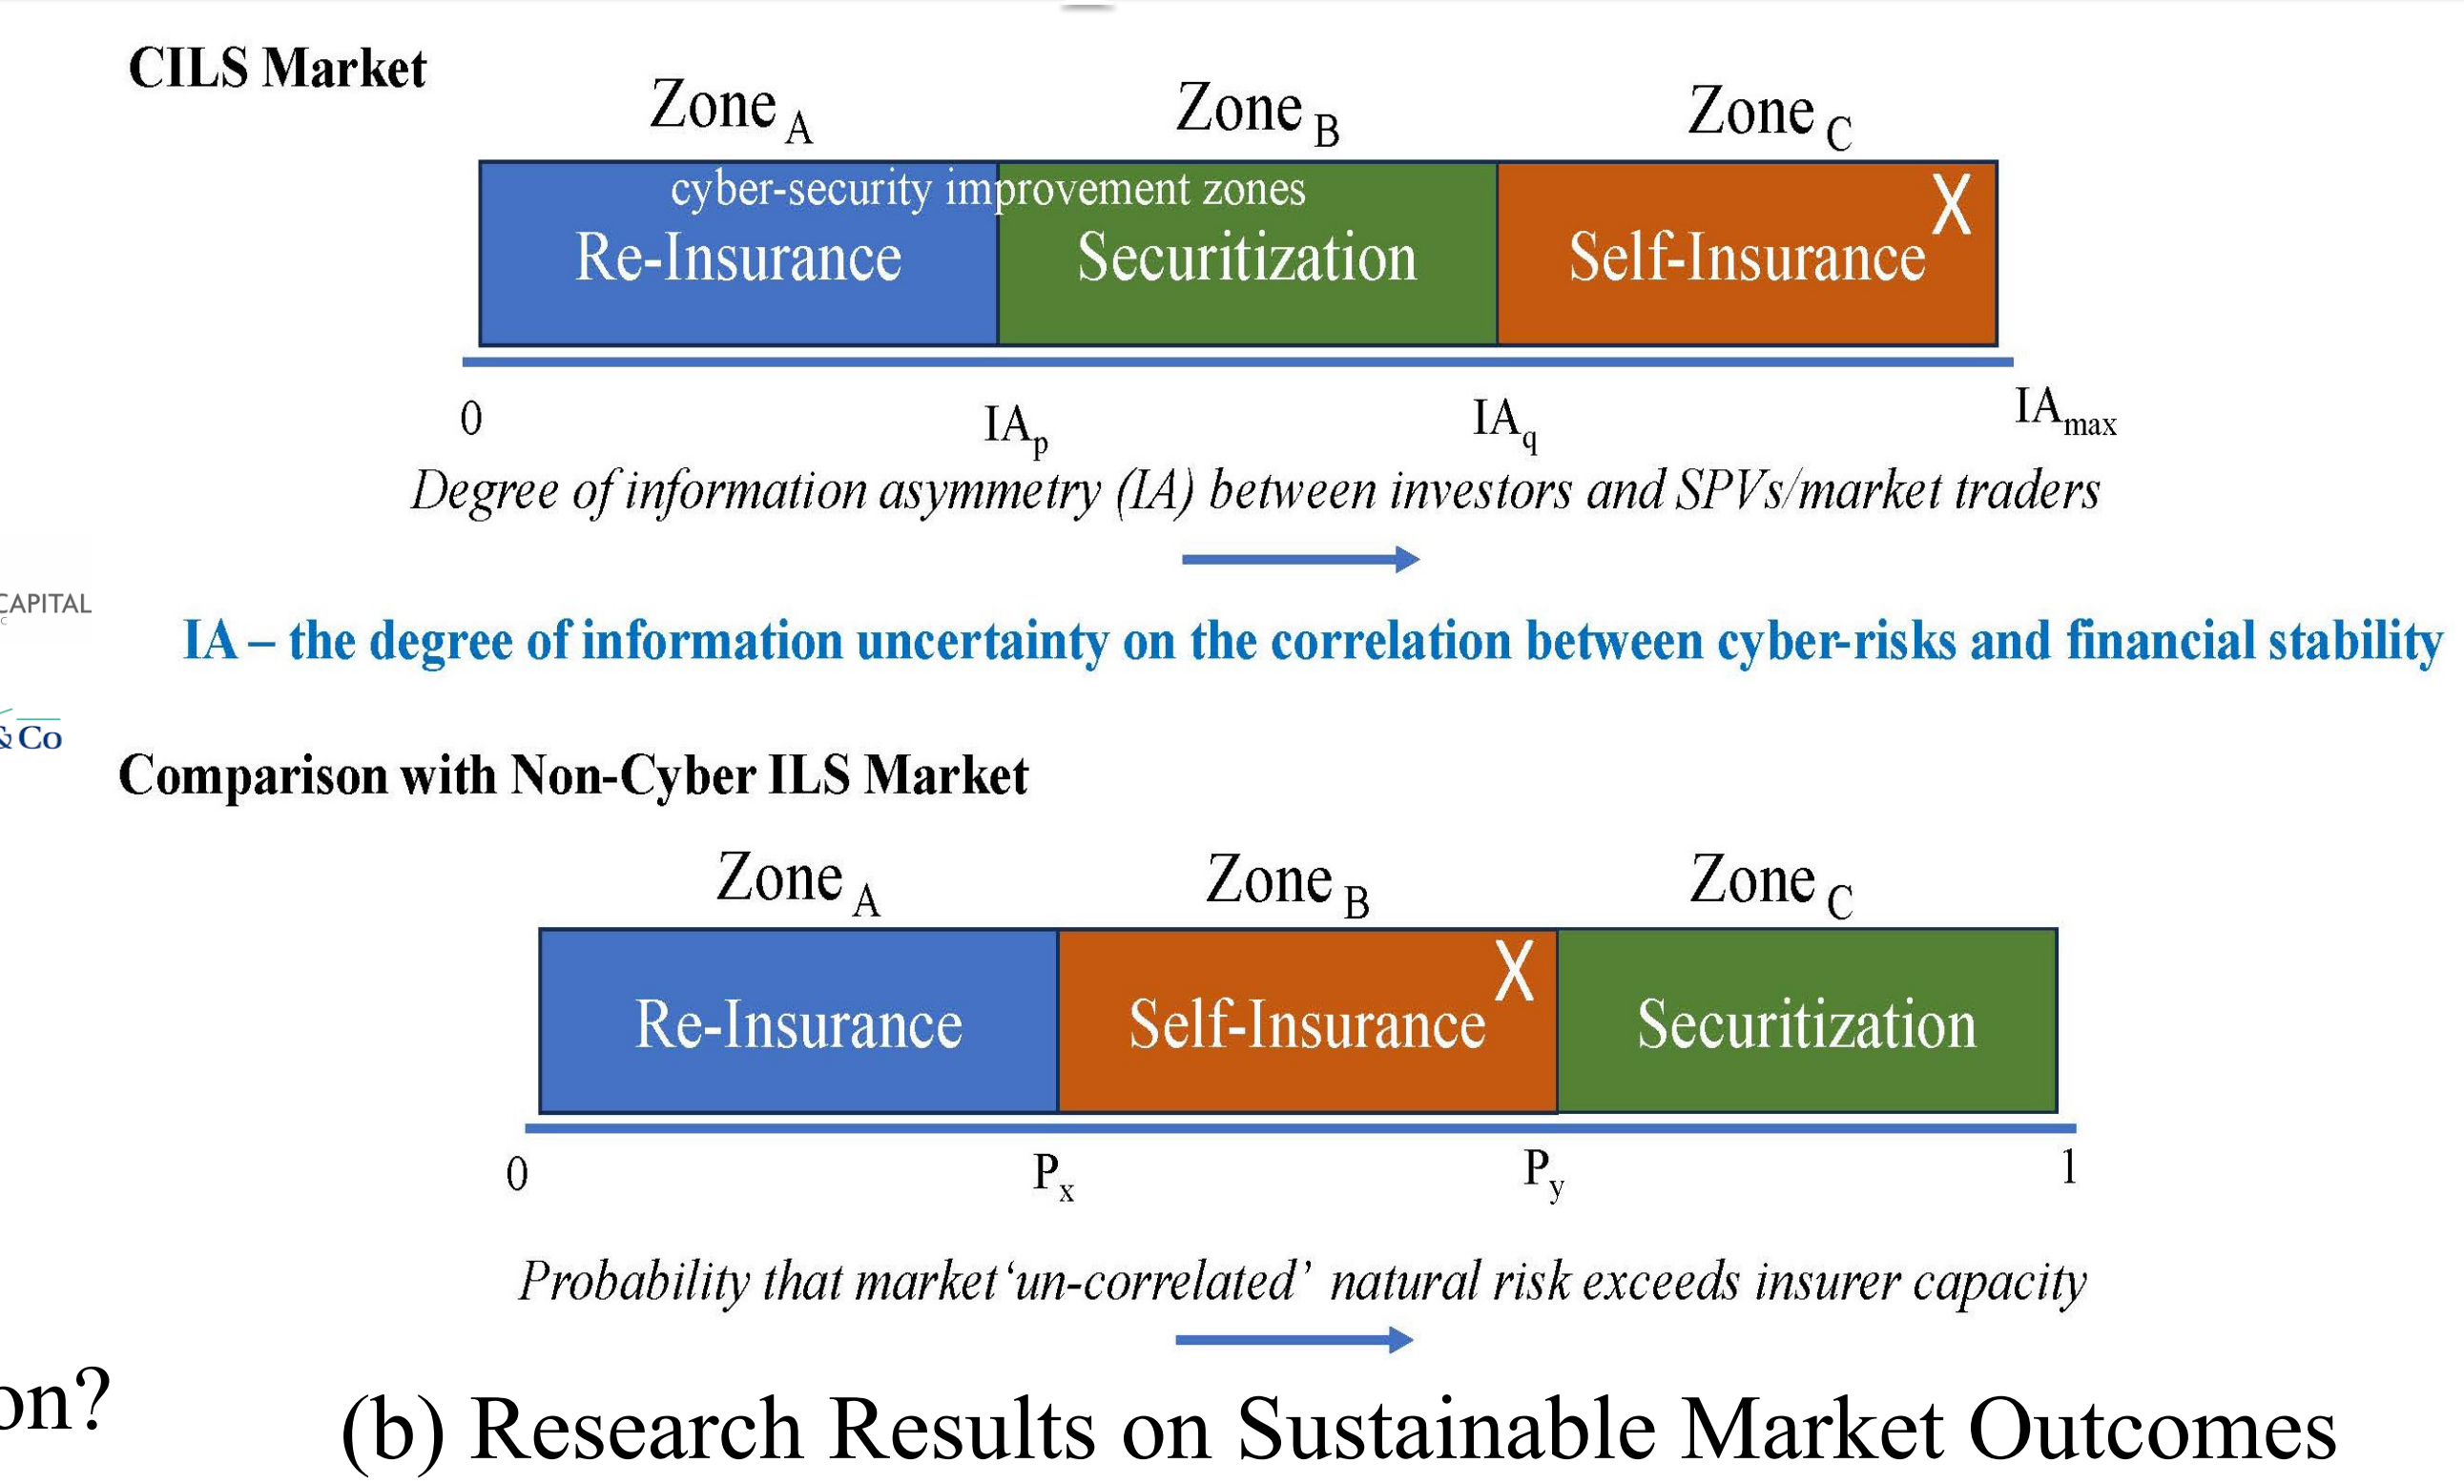 CILS Market
Zone A Zone B Zone C
cyber-security improvement zones
X
Re-Insurance Securitization Self-Insurance
0 IAp IAq IAmax
Degree of information asymmetry (IA) between investors and SPVs/market traders
CAPITAL
C
IA – the degree of information uncertainty on the correlation between cyber-risks and financial stability
& Co
Comparison with Non-Cyber ILS Market
Zone A Zone B Zone C
X
Re-Insurance Self-Insurance Securitization
0 Px Py 1
Probability that market ‘un-correlated’ natural risk exceeds insurer capacity
on?
(b) Research Results on Sustainable Market Outcomes